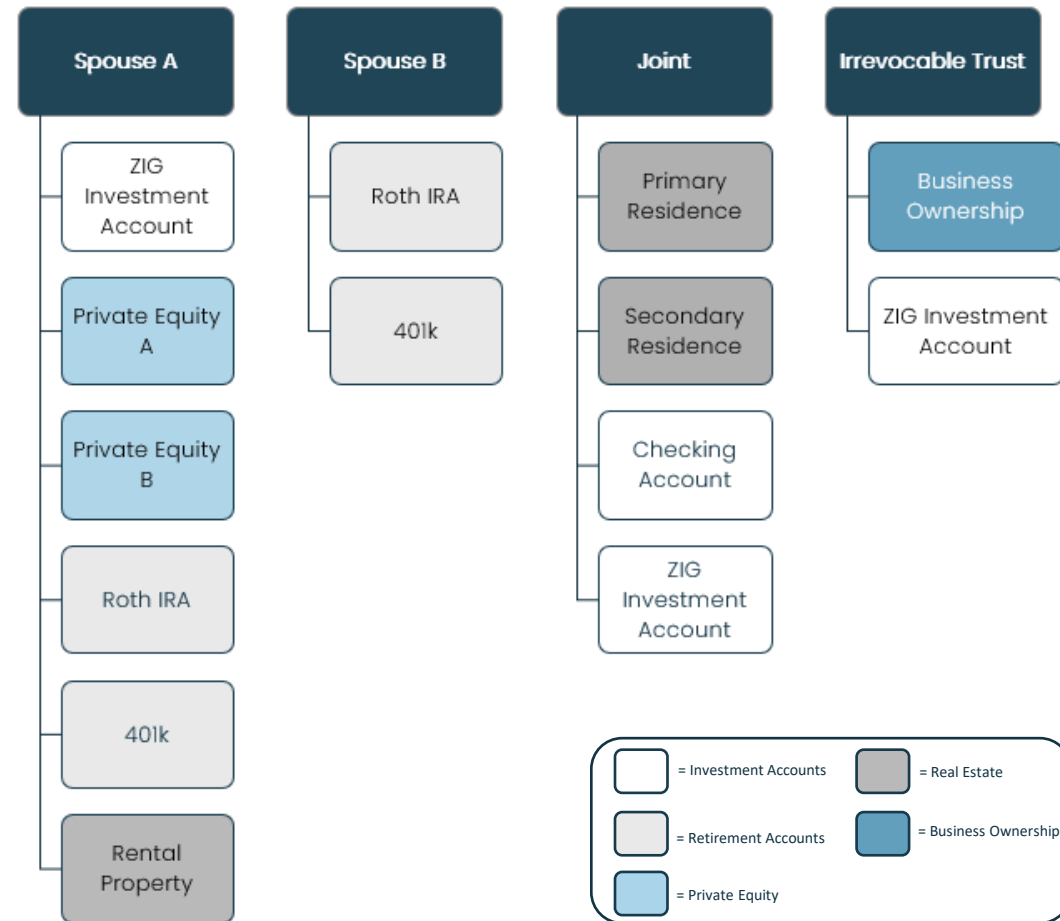 Spouse A
ZIG
Investment
Account
Private Equity
A
Private Equity
B
Roth IRA
401k
Rental
Property
Spouse B
Roth IRA
401k
Joint
Primary
Residence
Secondary
Residence
Checking
Account
ZIG
Investment
Account
Irrevocable Trust
Business
Ownership
ZIG Investment
Account
= Investment Accounts
= Retirement Accounts
= Private Equity
= Real Estate
= Business Ownership